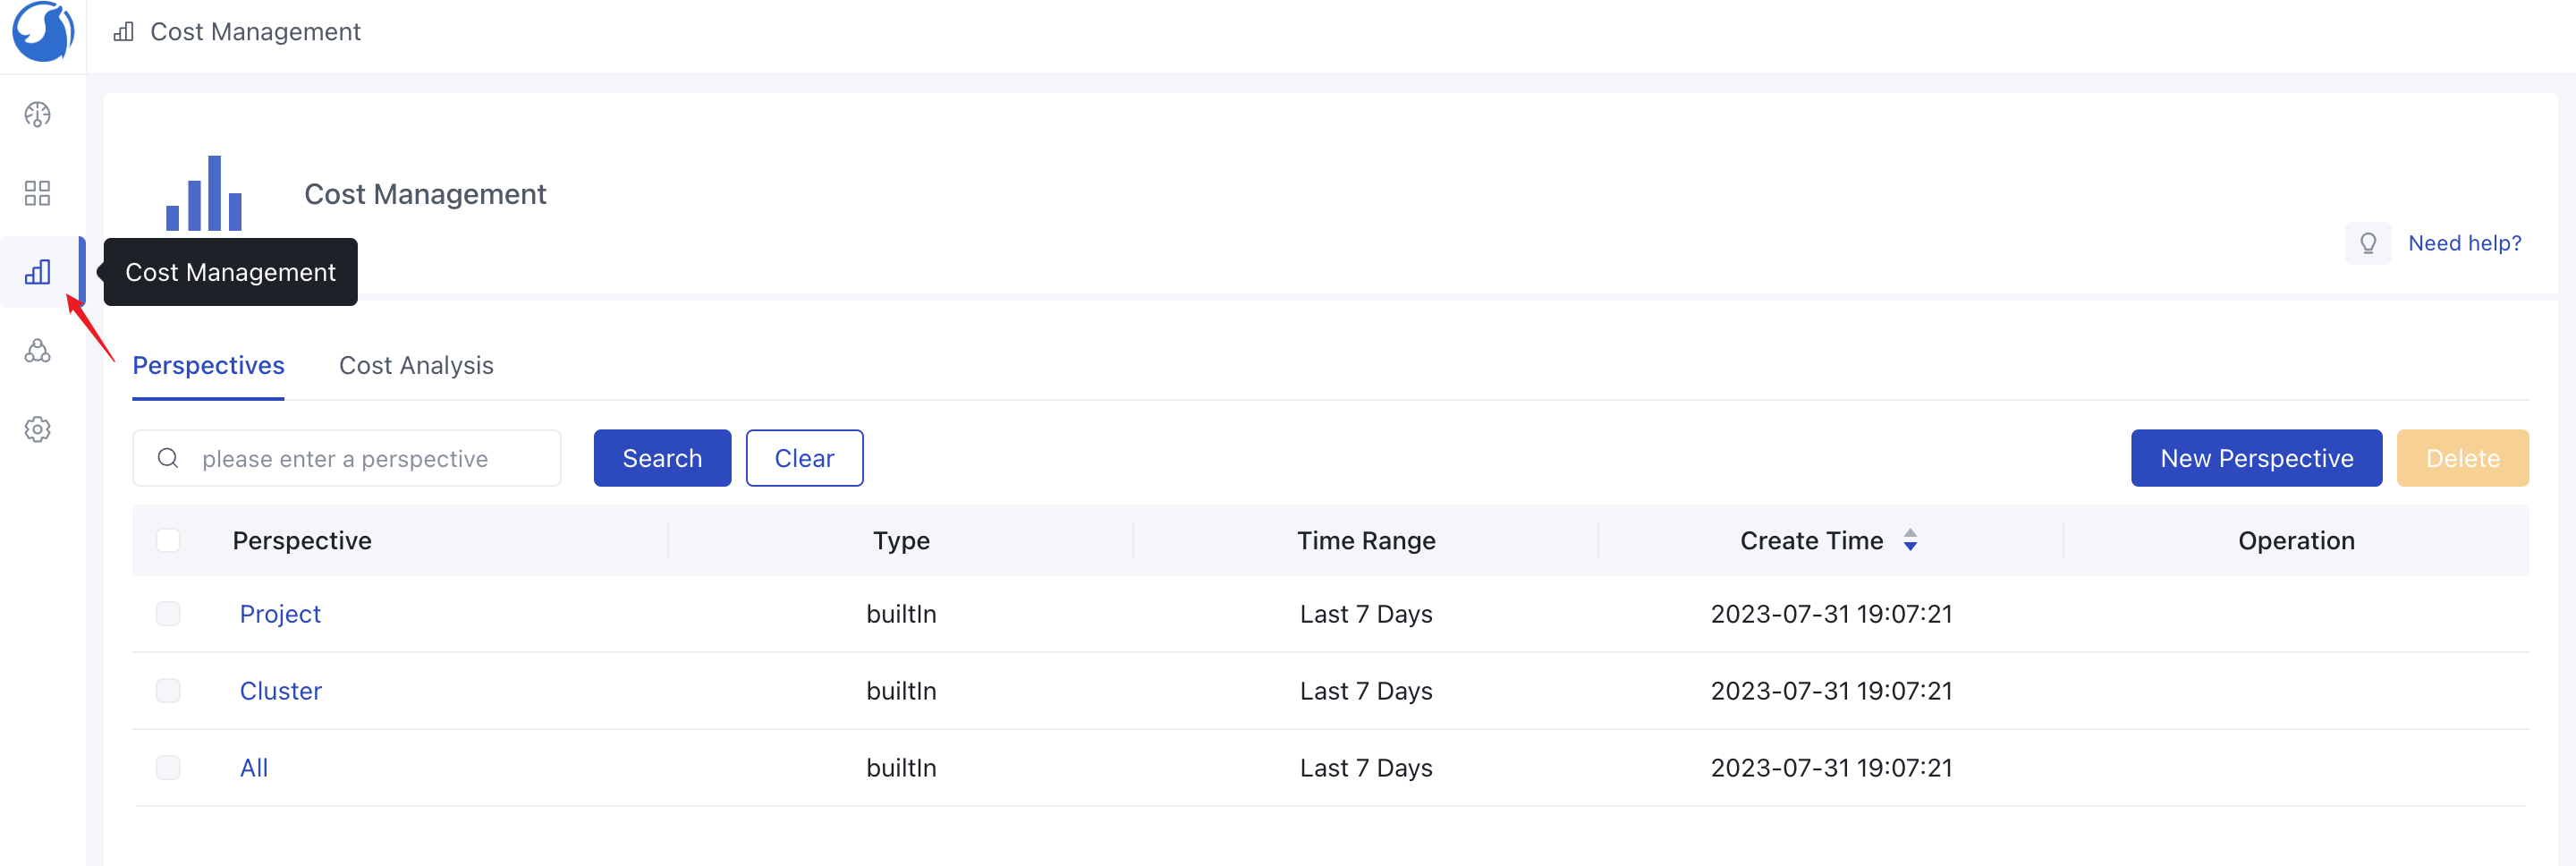 Cost Management
Cost Management
Need help?
Cost Management
Perspectives Cost Analysis
please enter a perspective Search Clear New Perspective Delete
Perspective Type Time Range Create Time Operation
Project builtIn Last 7 Days 2023-07-31 19:07:21
Cluster builtIn Last 7 Days 2023-07-31 19:07:21
All builtIn Last 7 Days 2023-07-31 19:07:21